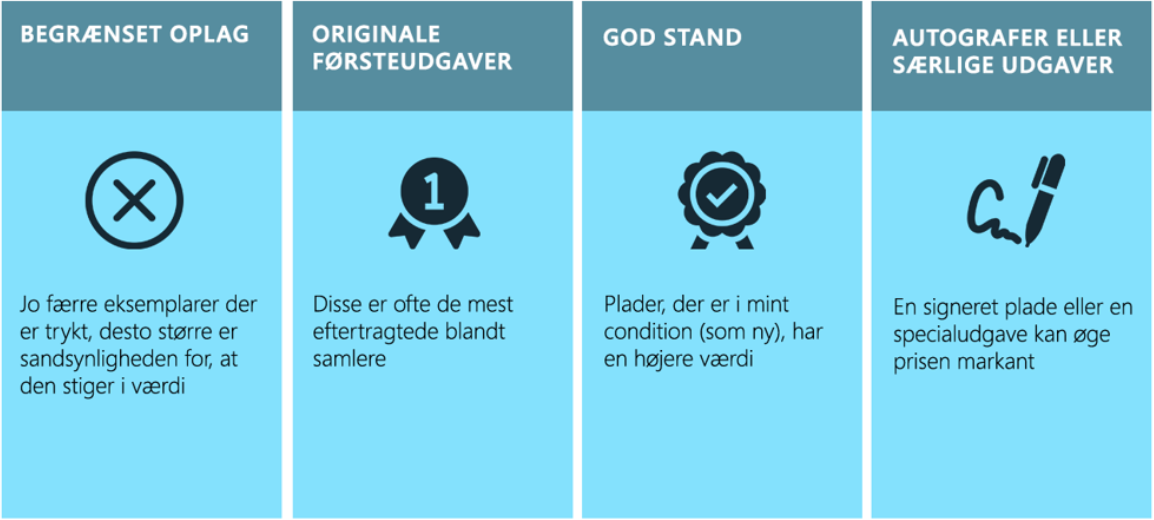 BEGRÆNSET OPLAG
Jo færre eksemplarer der
er trykt, desto større er
sandsynligheden for, at
den stiger i værdi
ORIGINALE
FØRSTEUDGAVER
1
Disse er ofte de mest
eftertragtede blandt
samlere
GOD STAND
Plader, der er i mint
condition (som ny), har
en højere værdi
AUTOGRAFER ELLER
SÆRLIGE UDGAVER
En signeret plade eller en
specialudgave kan øge
prisen markant